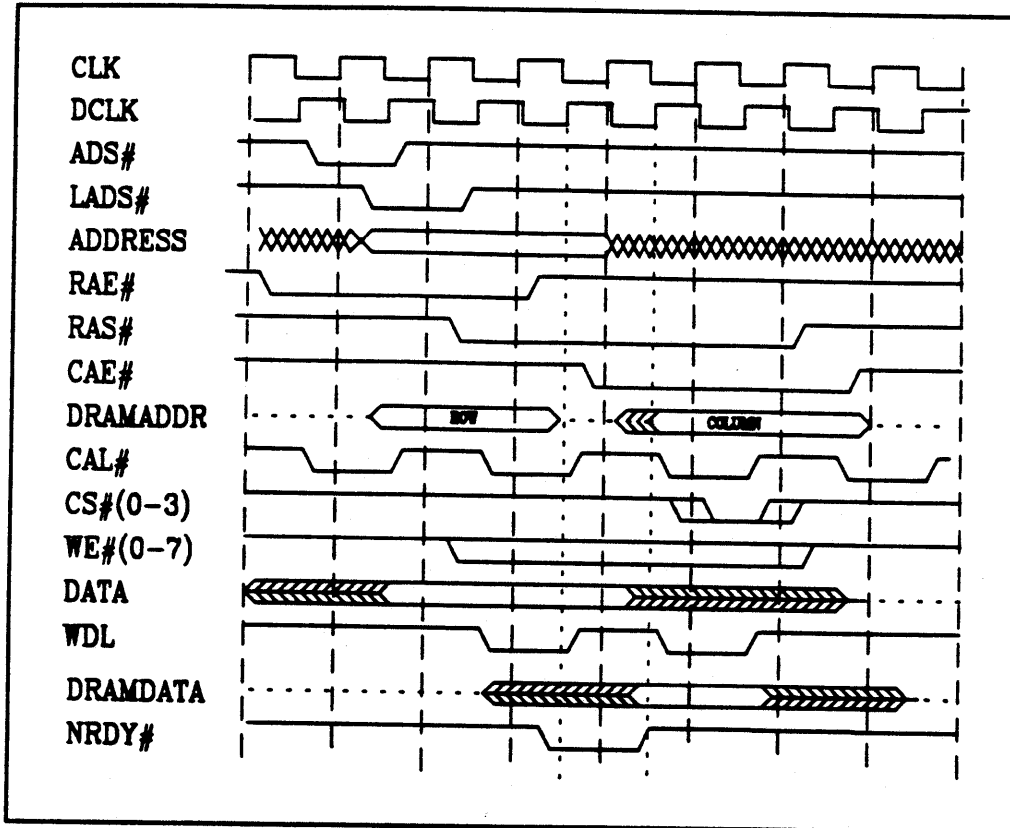 CLK
DCLK
ADS#
LADS#
ADDRESS
RAE#
RAS#
CAE#
DRAMADDR ROW COLUMN
CAL#
CS#(0-3)
WE#(0-7)
DATA
WDL
DRAMDATA
NRDY#